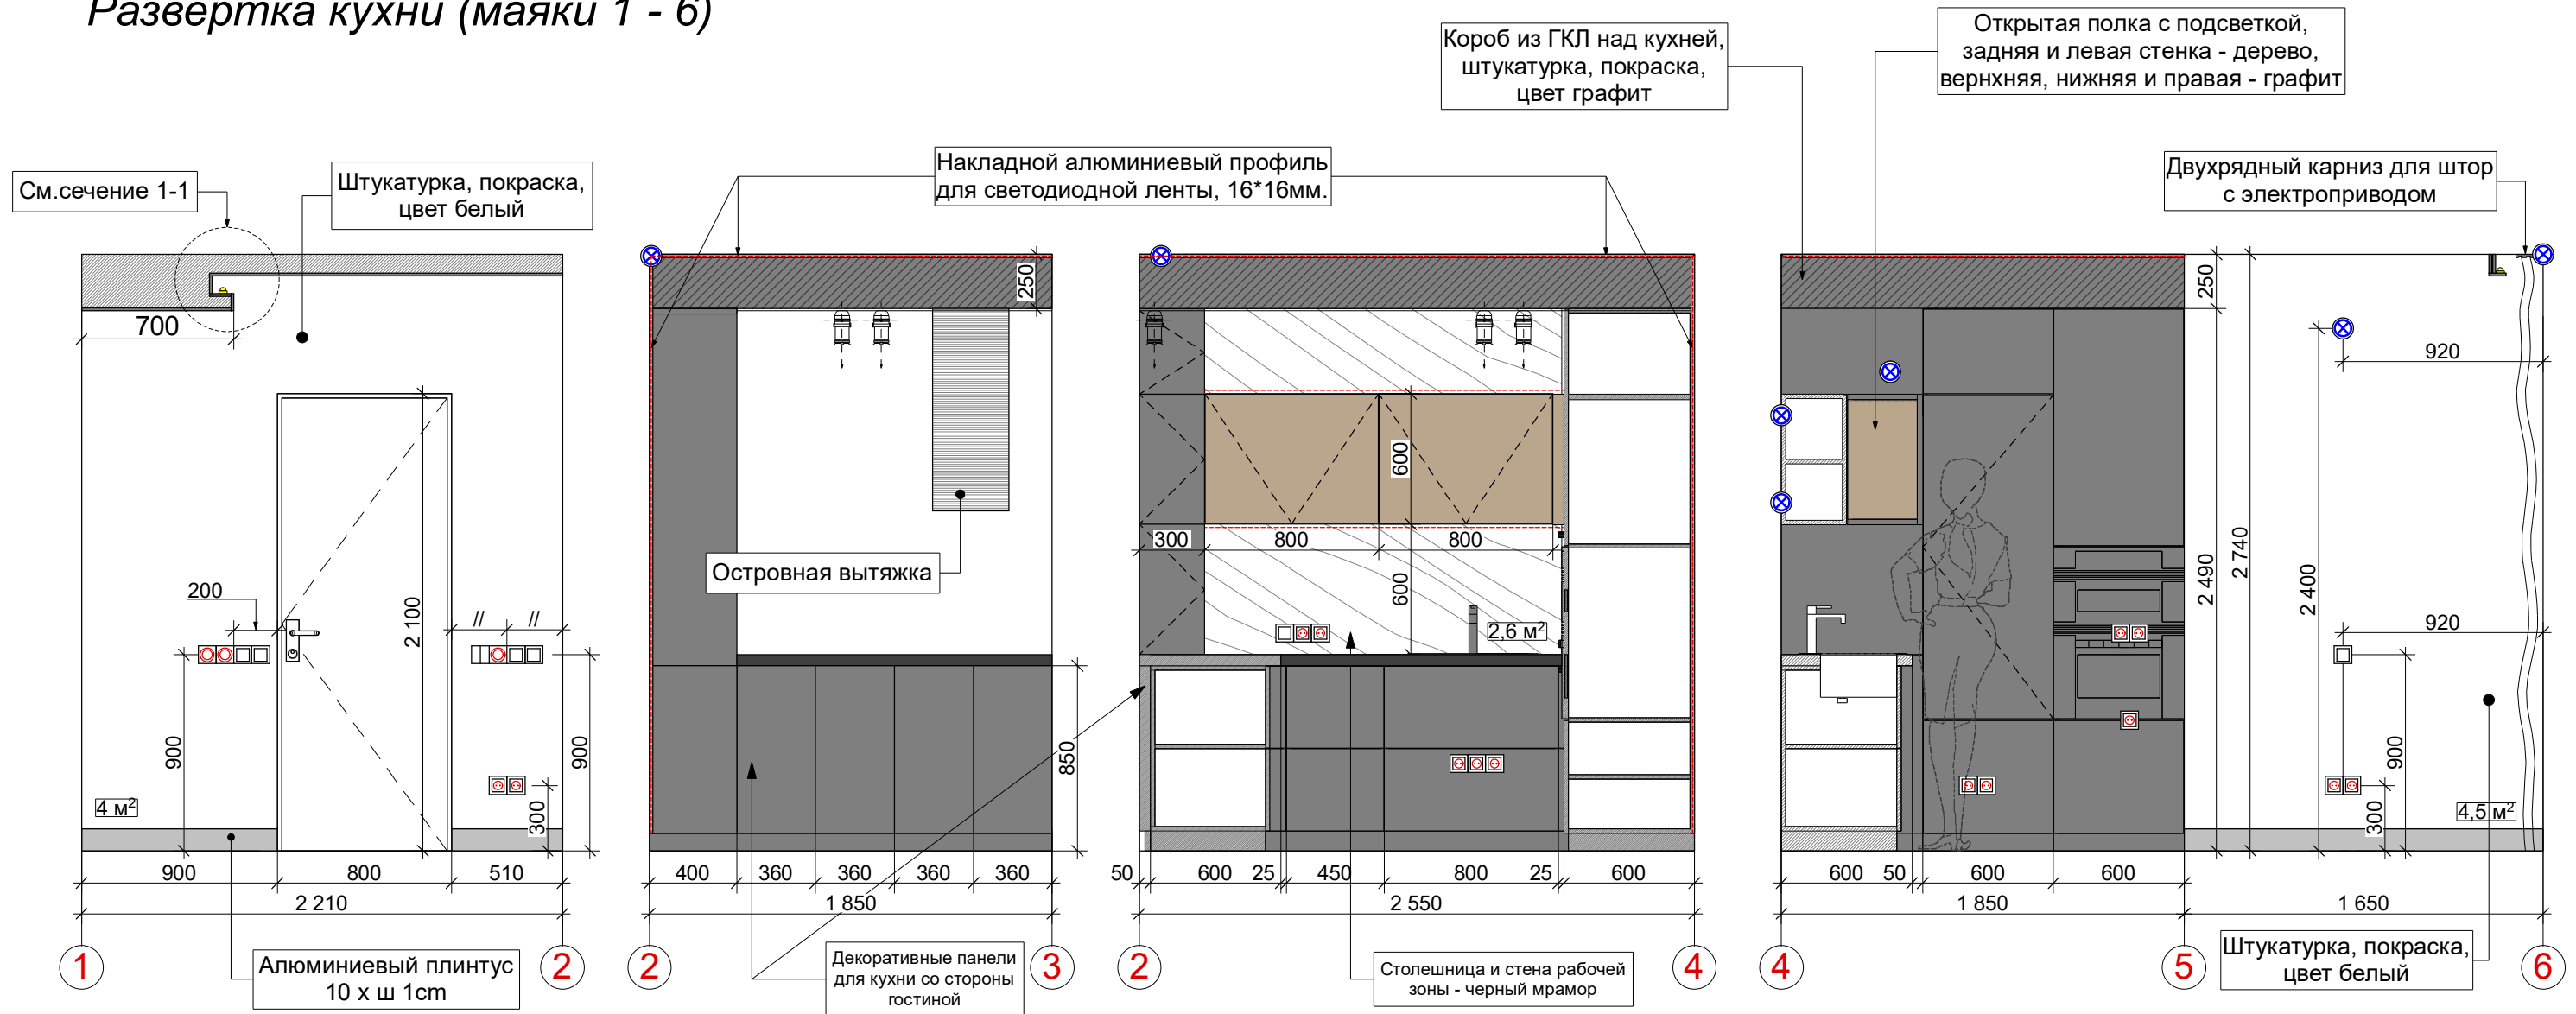 Развертка кухни (маяки 1 - 6)
Короб из ГКЛ над кухней,
штукатурка, покраска,
цвет графит
Открытая полка с подсветкой,
задняя и левая стенка - дерево,
вернхняя, нижняя и правая - графит
См.сечение 1-1
Штукатурка, покраска,
цвет белый
Накладной алюминиевый профиль
для светодиодной ленты, 16*16мм.
Двухрядный карниз для штор
с электроприводом
700
200
2 100
//
//
900
900
300
4 м²
900
800
510
2 210
1
2
Алюминиевый плинтус
10 х ш 1cm
250
Островная вытяжка
850
400
360
360
360
360
1 850
2
3
Декоративные панели
для кухни со стороны
гостиной
600
300
800
800
600
2,6 м²
50
600
25
450
800
25
600
2 550
2
4
Столешница и стена рабочей
зоны - черный мрамор
250
920
2 490
2 740
2 400
920
900
300
4,5 м²
600
50
600
600
1 850
1 650
4
5
6
Штукатурка, покраска,
цвет белый